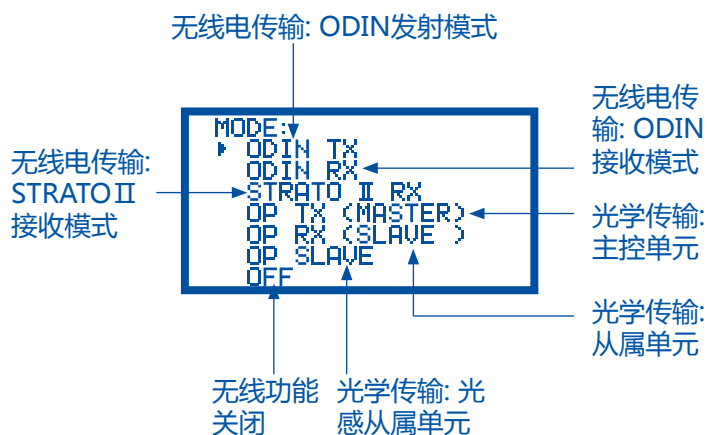 无线电传输: ODIN发射模式
无线电传
输: ODIN
接收模式
无线电传输:
STRATOⅡ
接收模式
MODE:
ODIN TX
ODIN RX
STRATO Ⅱ RX
OP TX (MASTER)
OP RX (SLAVE )
OP SLAVE
OFF
光学传输:
主控单元
光学传输:
从属单元
无线功能
关闭
光学传输: 光
感从属单元